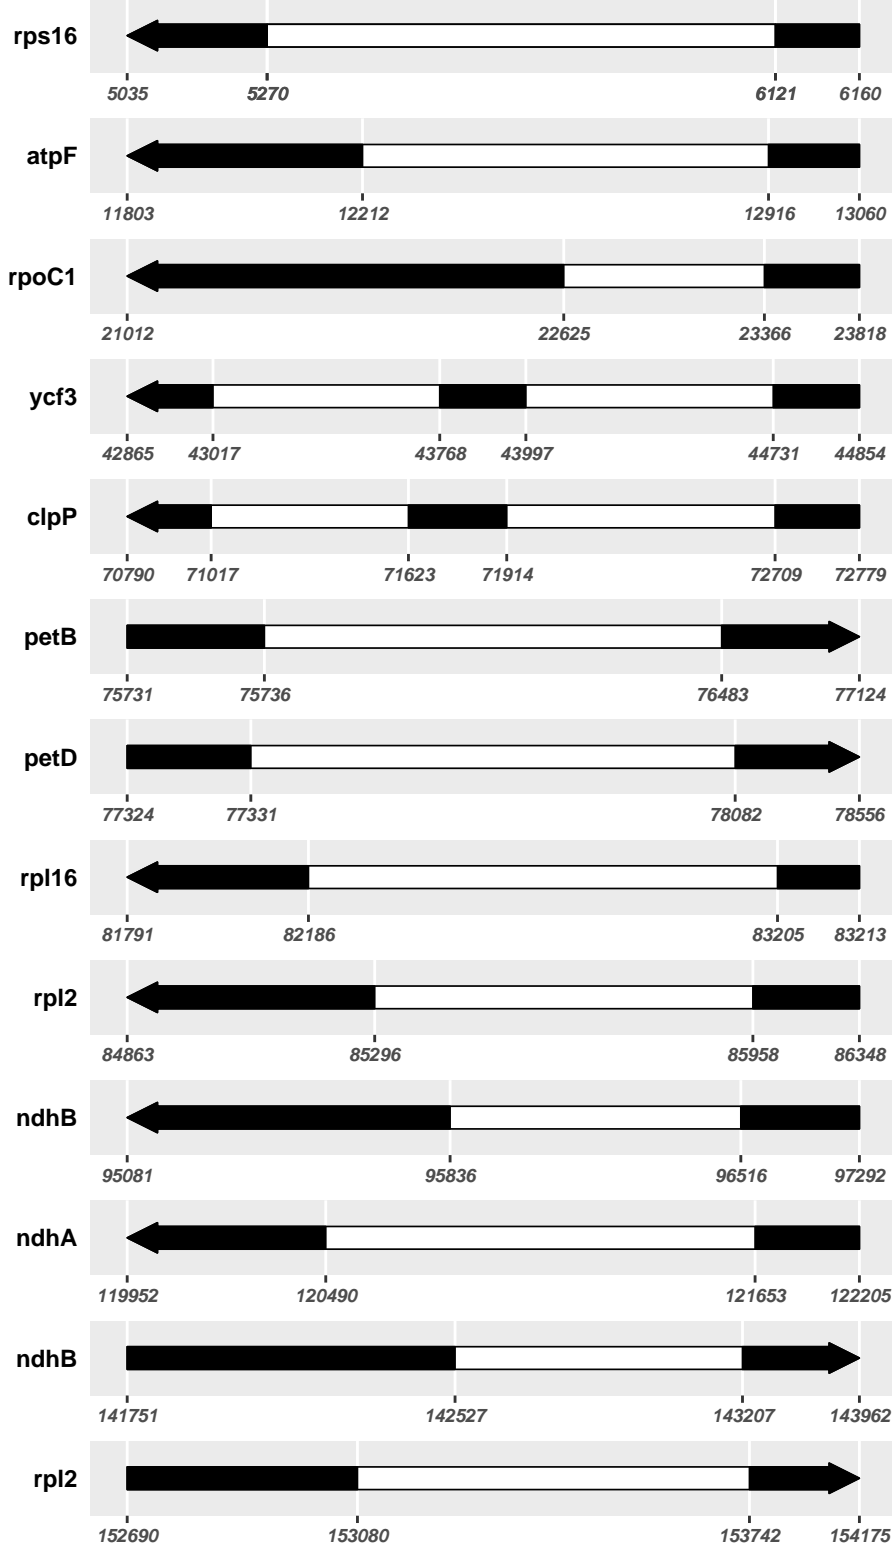 rps16
5035 5270 6121 6160
atpF
11803 12212 12916 13060
rpoC1
21012 22625 23366 23818
ycf3
42865 43017 43768 43997 44731 44854
clpP
70790 71017 71623 71914 72709 72779
petB
75731 75736 76483 77124
petD
77324 77331 78082 78556
rpl16
81791 82186 83205 83213
rpl2
84863 85296 85958 86348
ndhB
95081 95836 96516 97292
ndhA
119952 120490 121653 122205
ndhB
141751 142527 143207 143962
rpl2
152690 153080 153742 154175